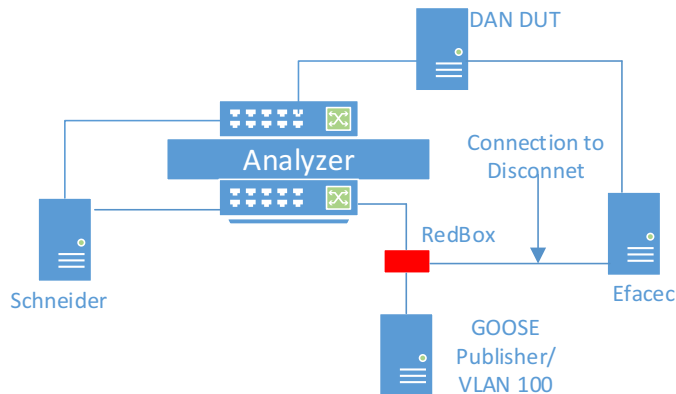 DAN DUT
Analyzer
Connection to
Disconnet
RedBox
Schneider
Efacec
GOOSE
Publisher/
VLAN 100